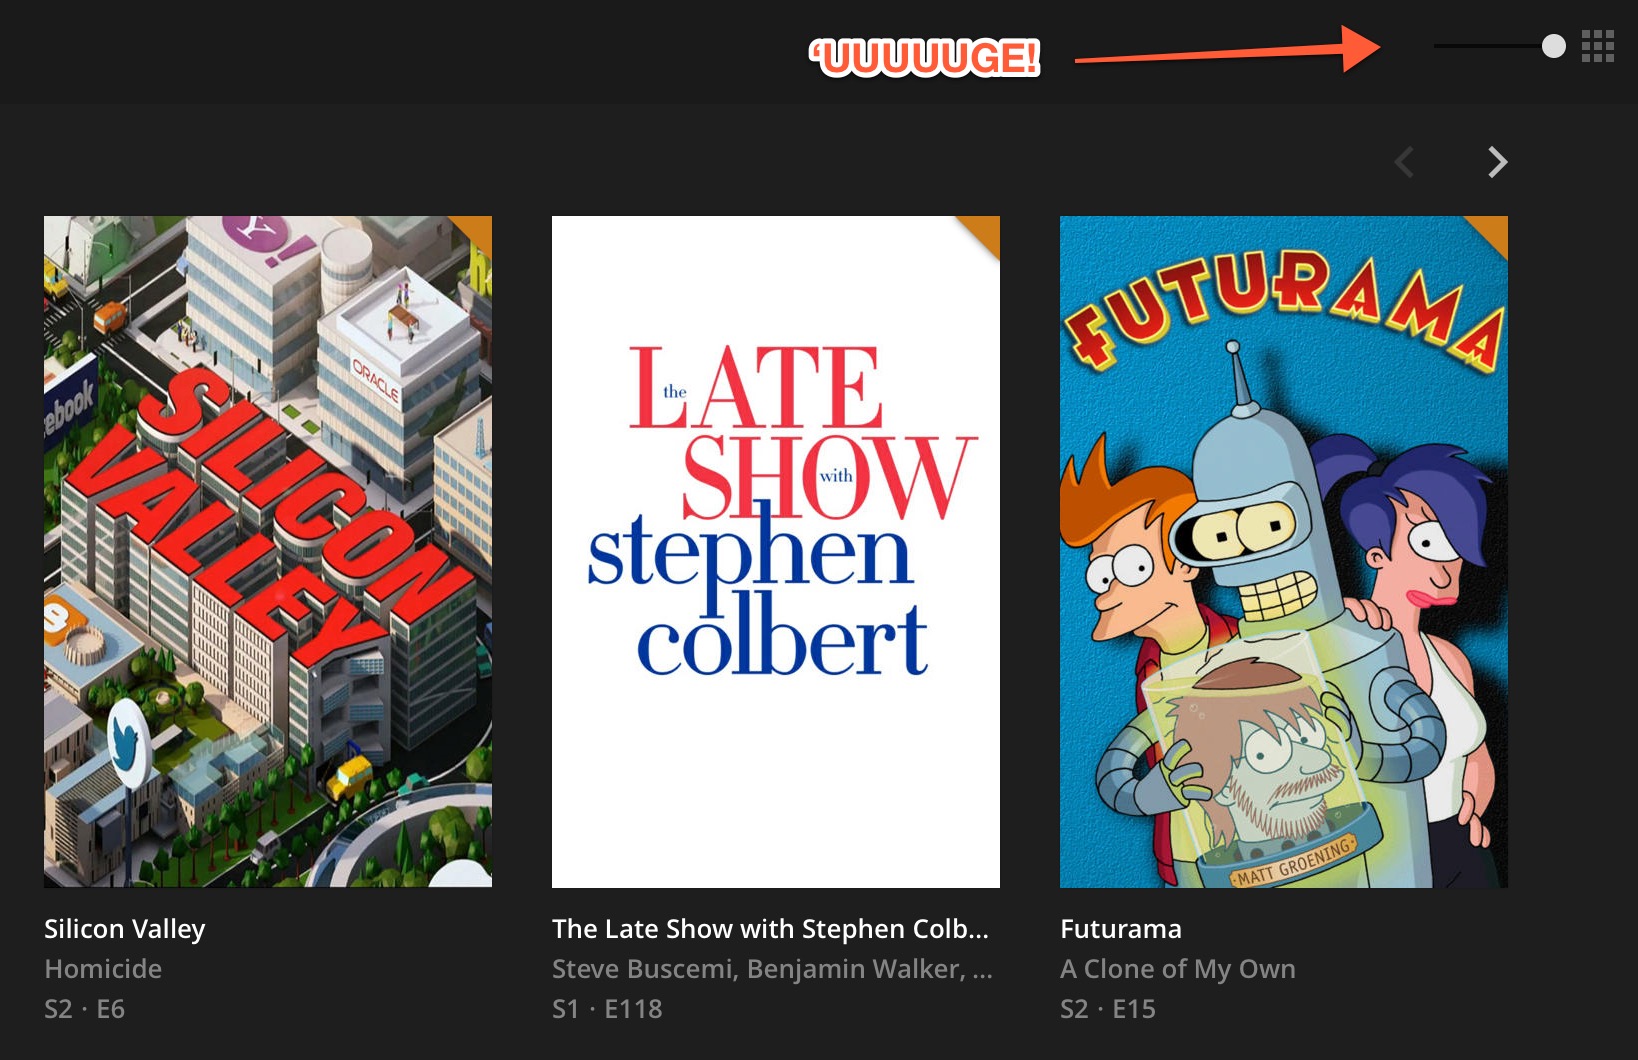 ‘UUUUUGE!
Y!
ORACLE
ebook
SILICON
VALLEY
the
LATE
SHOW
with
stephen
colbert
FUTURAMA
MATT GROENING
Silicon Valley
Homicide
S2 · E6
The Late Show with Stephen Colb...
Steve Buscemi, Benjamin Walker, ...
S1 · E118
Futurama
A Clone of My Own
S2 · E15